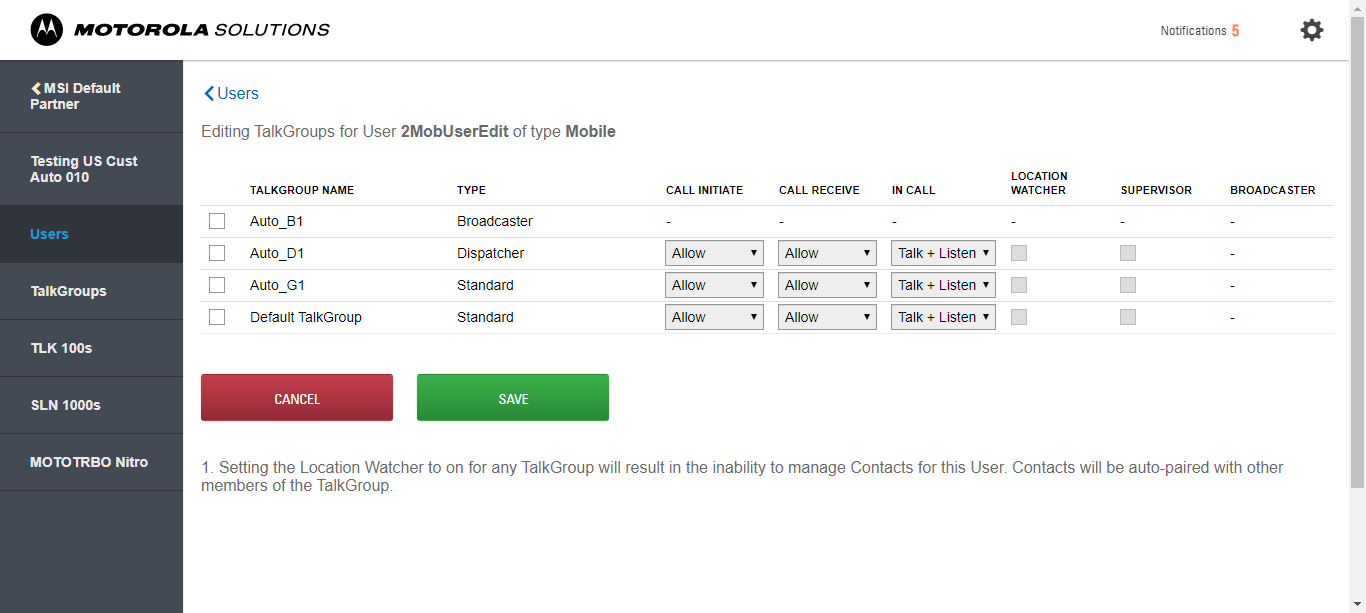 MOTOROLA SOLUTIONS
Notifications 5
MSI Default
Partner
Testing US Cust
Auto 010
Users
TalkGroups
TLK 100s
SLN 1000s
MOTOTRBO Nitro
Users
Editing TalkGroups for User 2MobUserEdit of type Mobile
TALKGROUP NAME TYPE CALL INITIATE CALL RECEIVE IN CALL LOCATION WATCHER SUPERVISOR BROADCASTER
Auto_B1 Broadcaster - - - - - -
Auto_D1 Dispatcher Allow Allow Talk + Listen -
Auto_G1 Standard Allow Allow Talk + Listen -
Default TalkGroup Standard Allow Allow Talk + Listen -
CANCEL SAVE
1. Setting the Location Watcher to on for any TalkGroup will result in the inability to manage Contacts for this User. Contacts will be auto-paired with other
members of the TalkGroup.